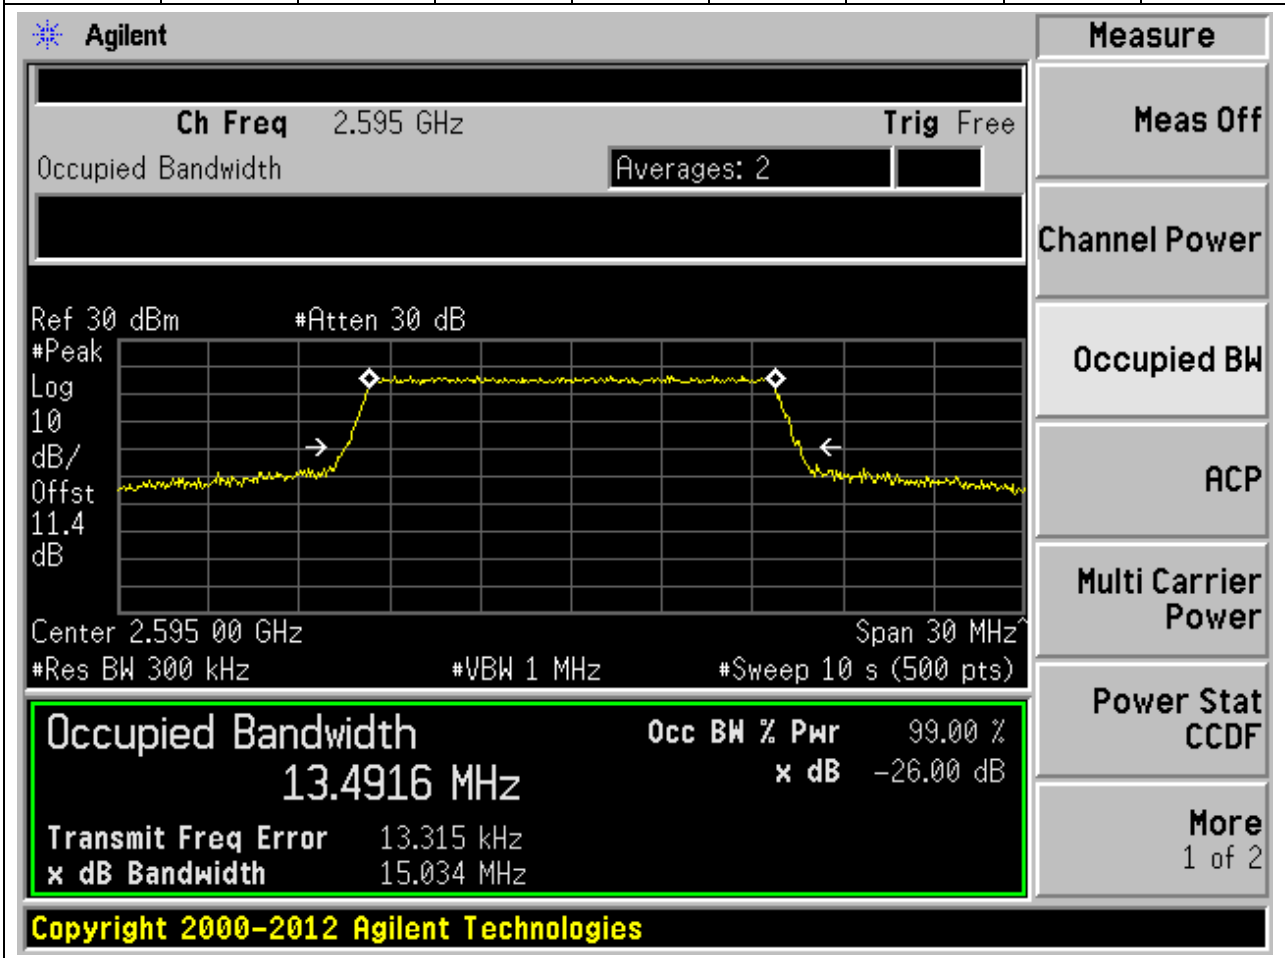 Agilent
Measure
Ch Freq 2.595 GHz Trig Free
Meas Off
Occupied Bandwidth Averages: 2
Channel Power
Ref 30 dBm #Atten 30 dB
#Peak
Log
10
dB/
Offst
11.4
dB
Occupied BW
ACP
Multi Carrier
Power
Center 2.595 00 GHz Span 30 MHz^
#Res BW 300 kHz #VBW 1 MHz #Sweep 10 s (500 pts)
Power Stat
CCDF
Occupied Bandwidth Occ BW % Pwr 99.00 %
13.4916 MHz x dB -26.00 dB
Transmit Freq Error 13.315 kHz
x dB Bandwidth 15.034 MHz
More
1 of 2
Copyright 2000-2012 Agilent Technologies